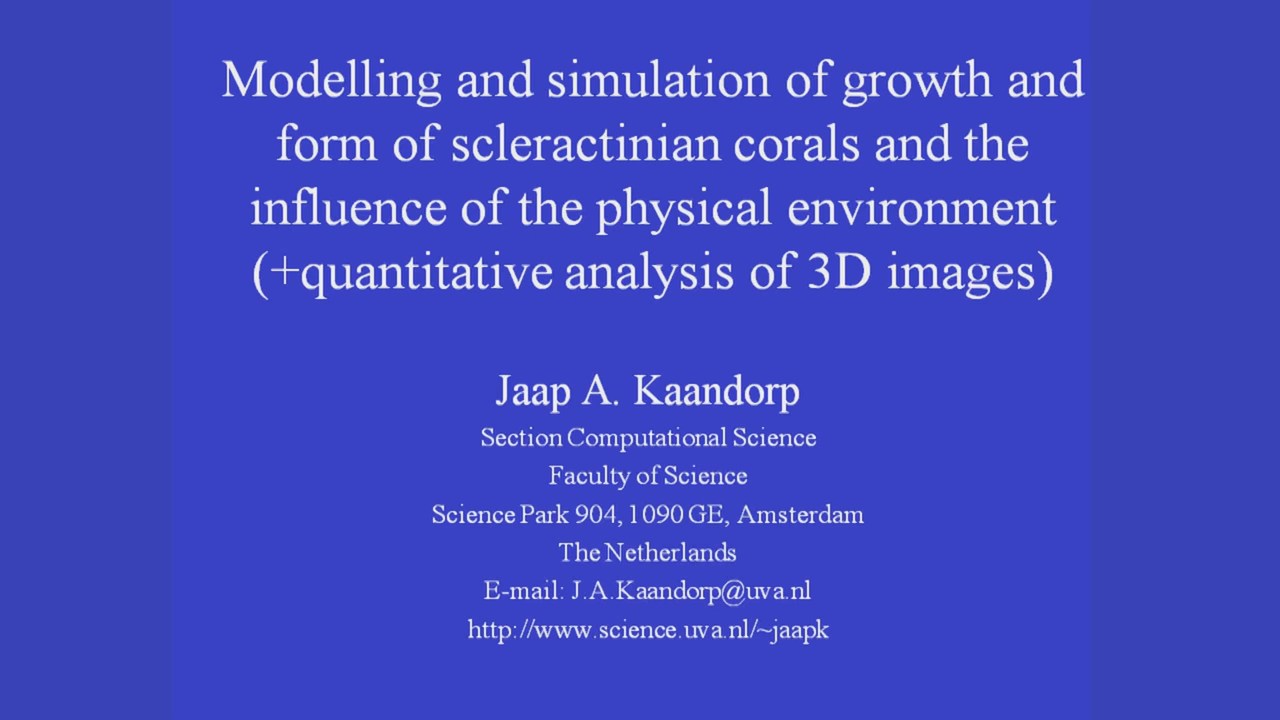 Modelling and simulation of growth and
form of scleractinian corals and the
influence of the physical environment
(+quantitative analysis of 3D images)
Jaap A. Kaandorp
Section Computational Science
Faculty of Science
Science Park 904, 1090 GE, Amsterdam
The Netherlands
E-mail: J.A.Kaandorp@uva.nl
http://www.science.uva.nl/~jaapk